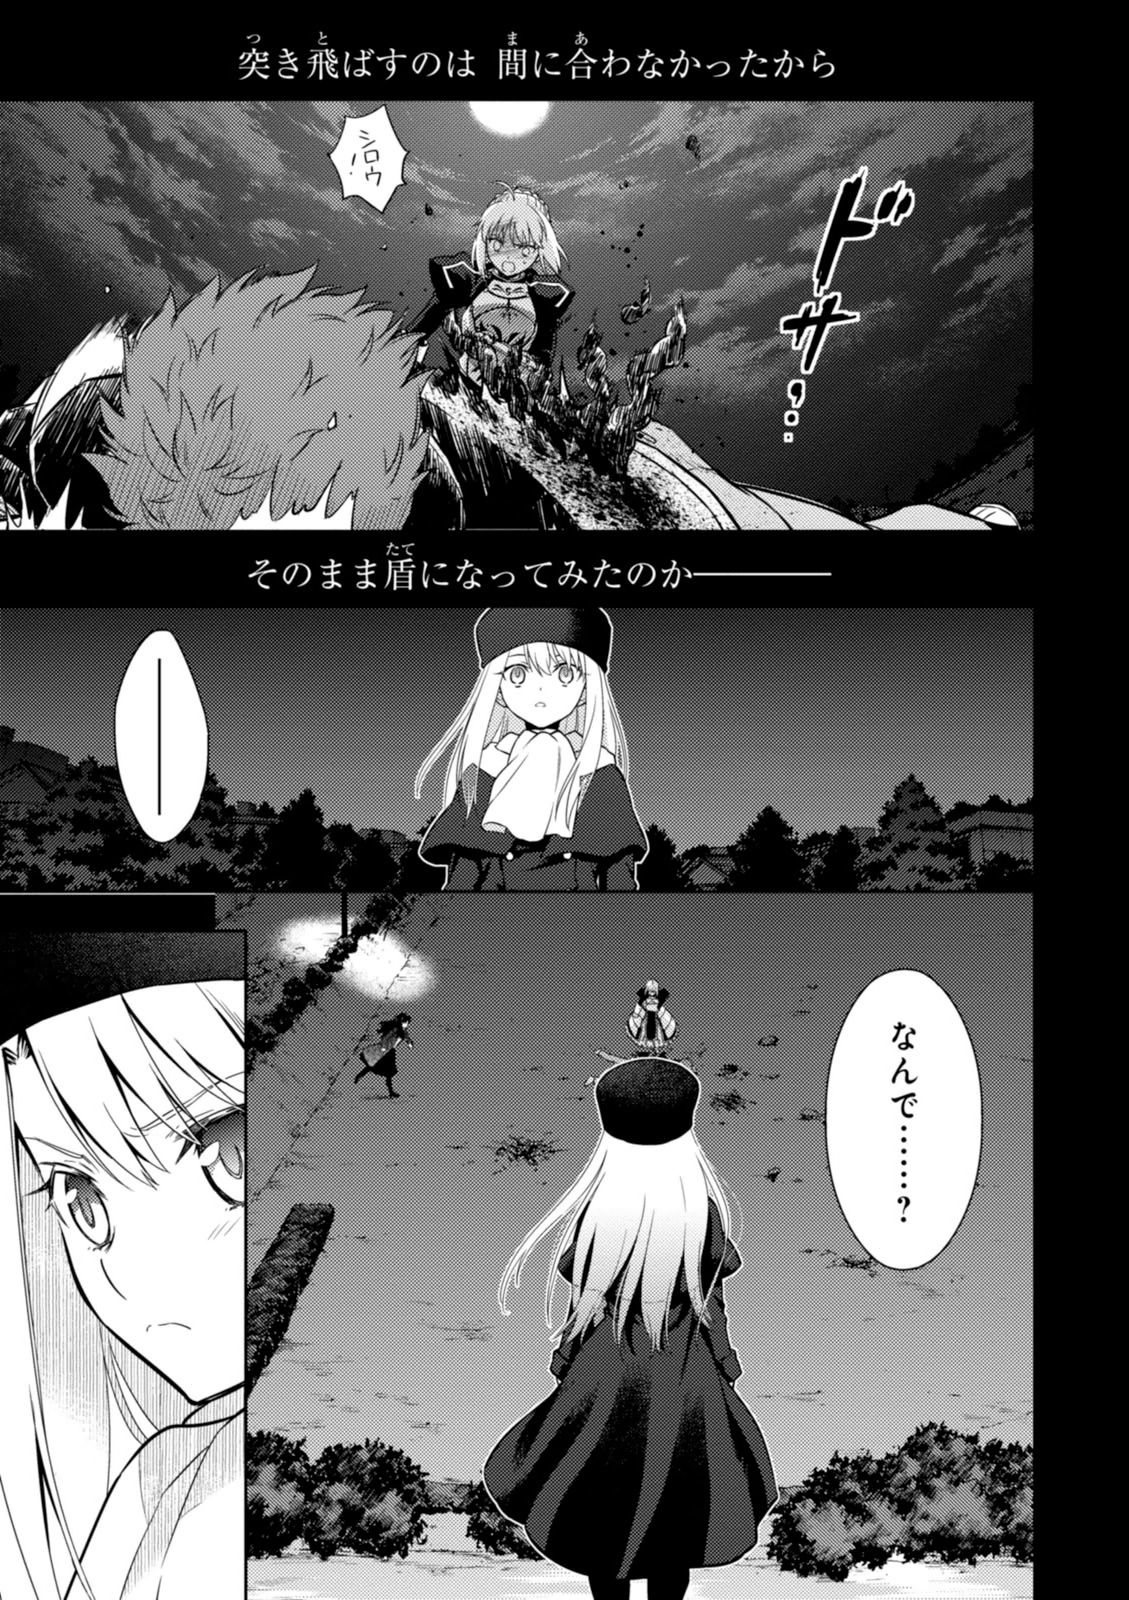 突き飛ばすのは 間に合わなかったから
ドサ…
シロウ
そのまま盾になってみたのか————
——
なんで……？